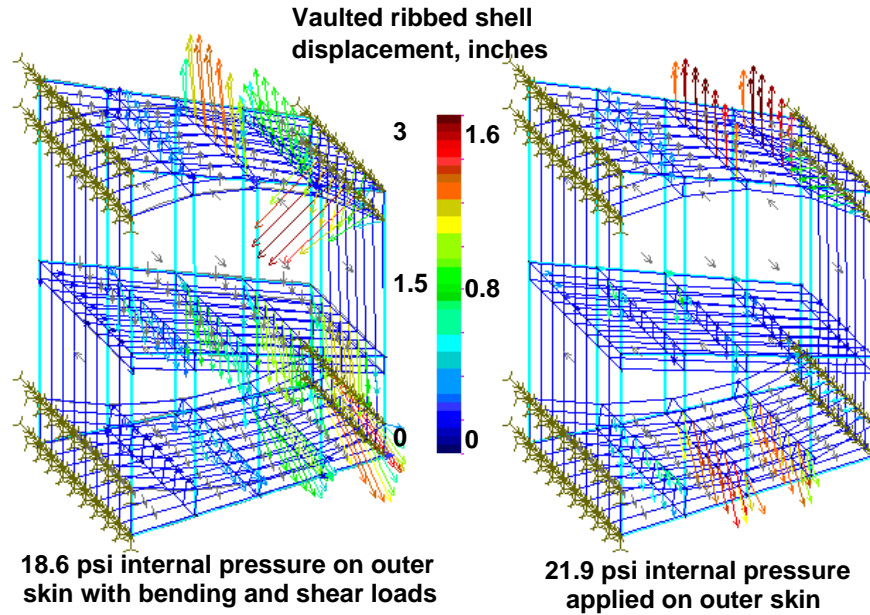 Vaulted ribbed shell
displacement, inches
3 1.6
1.5 0.8
0 0
18.6 psi internal pressure on outer
skin with bending and shear loads
21.9 psi internal pressure
applied on outer skin